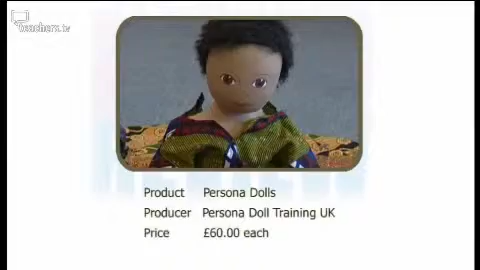 teachers.tv
Product Persona Dolls
Producer Persona Doll Training UK
Price £60.00 each